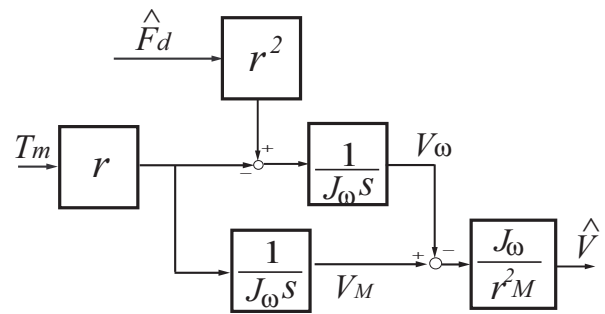 F̂d
r²
Tm
r
+
−
1
Jωs
Vω
1
Jωs
VM
+
−
Jω
r²M
V̂